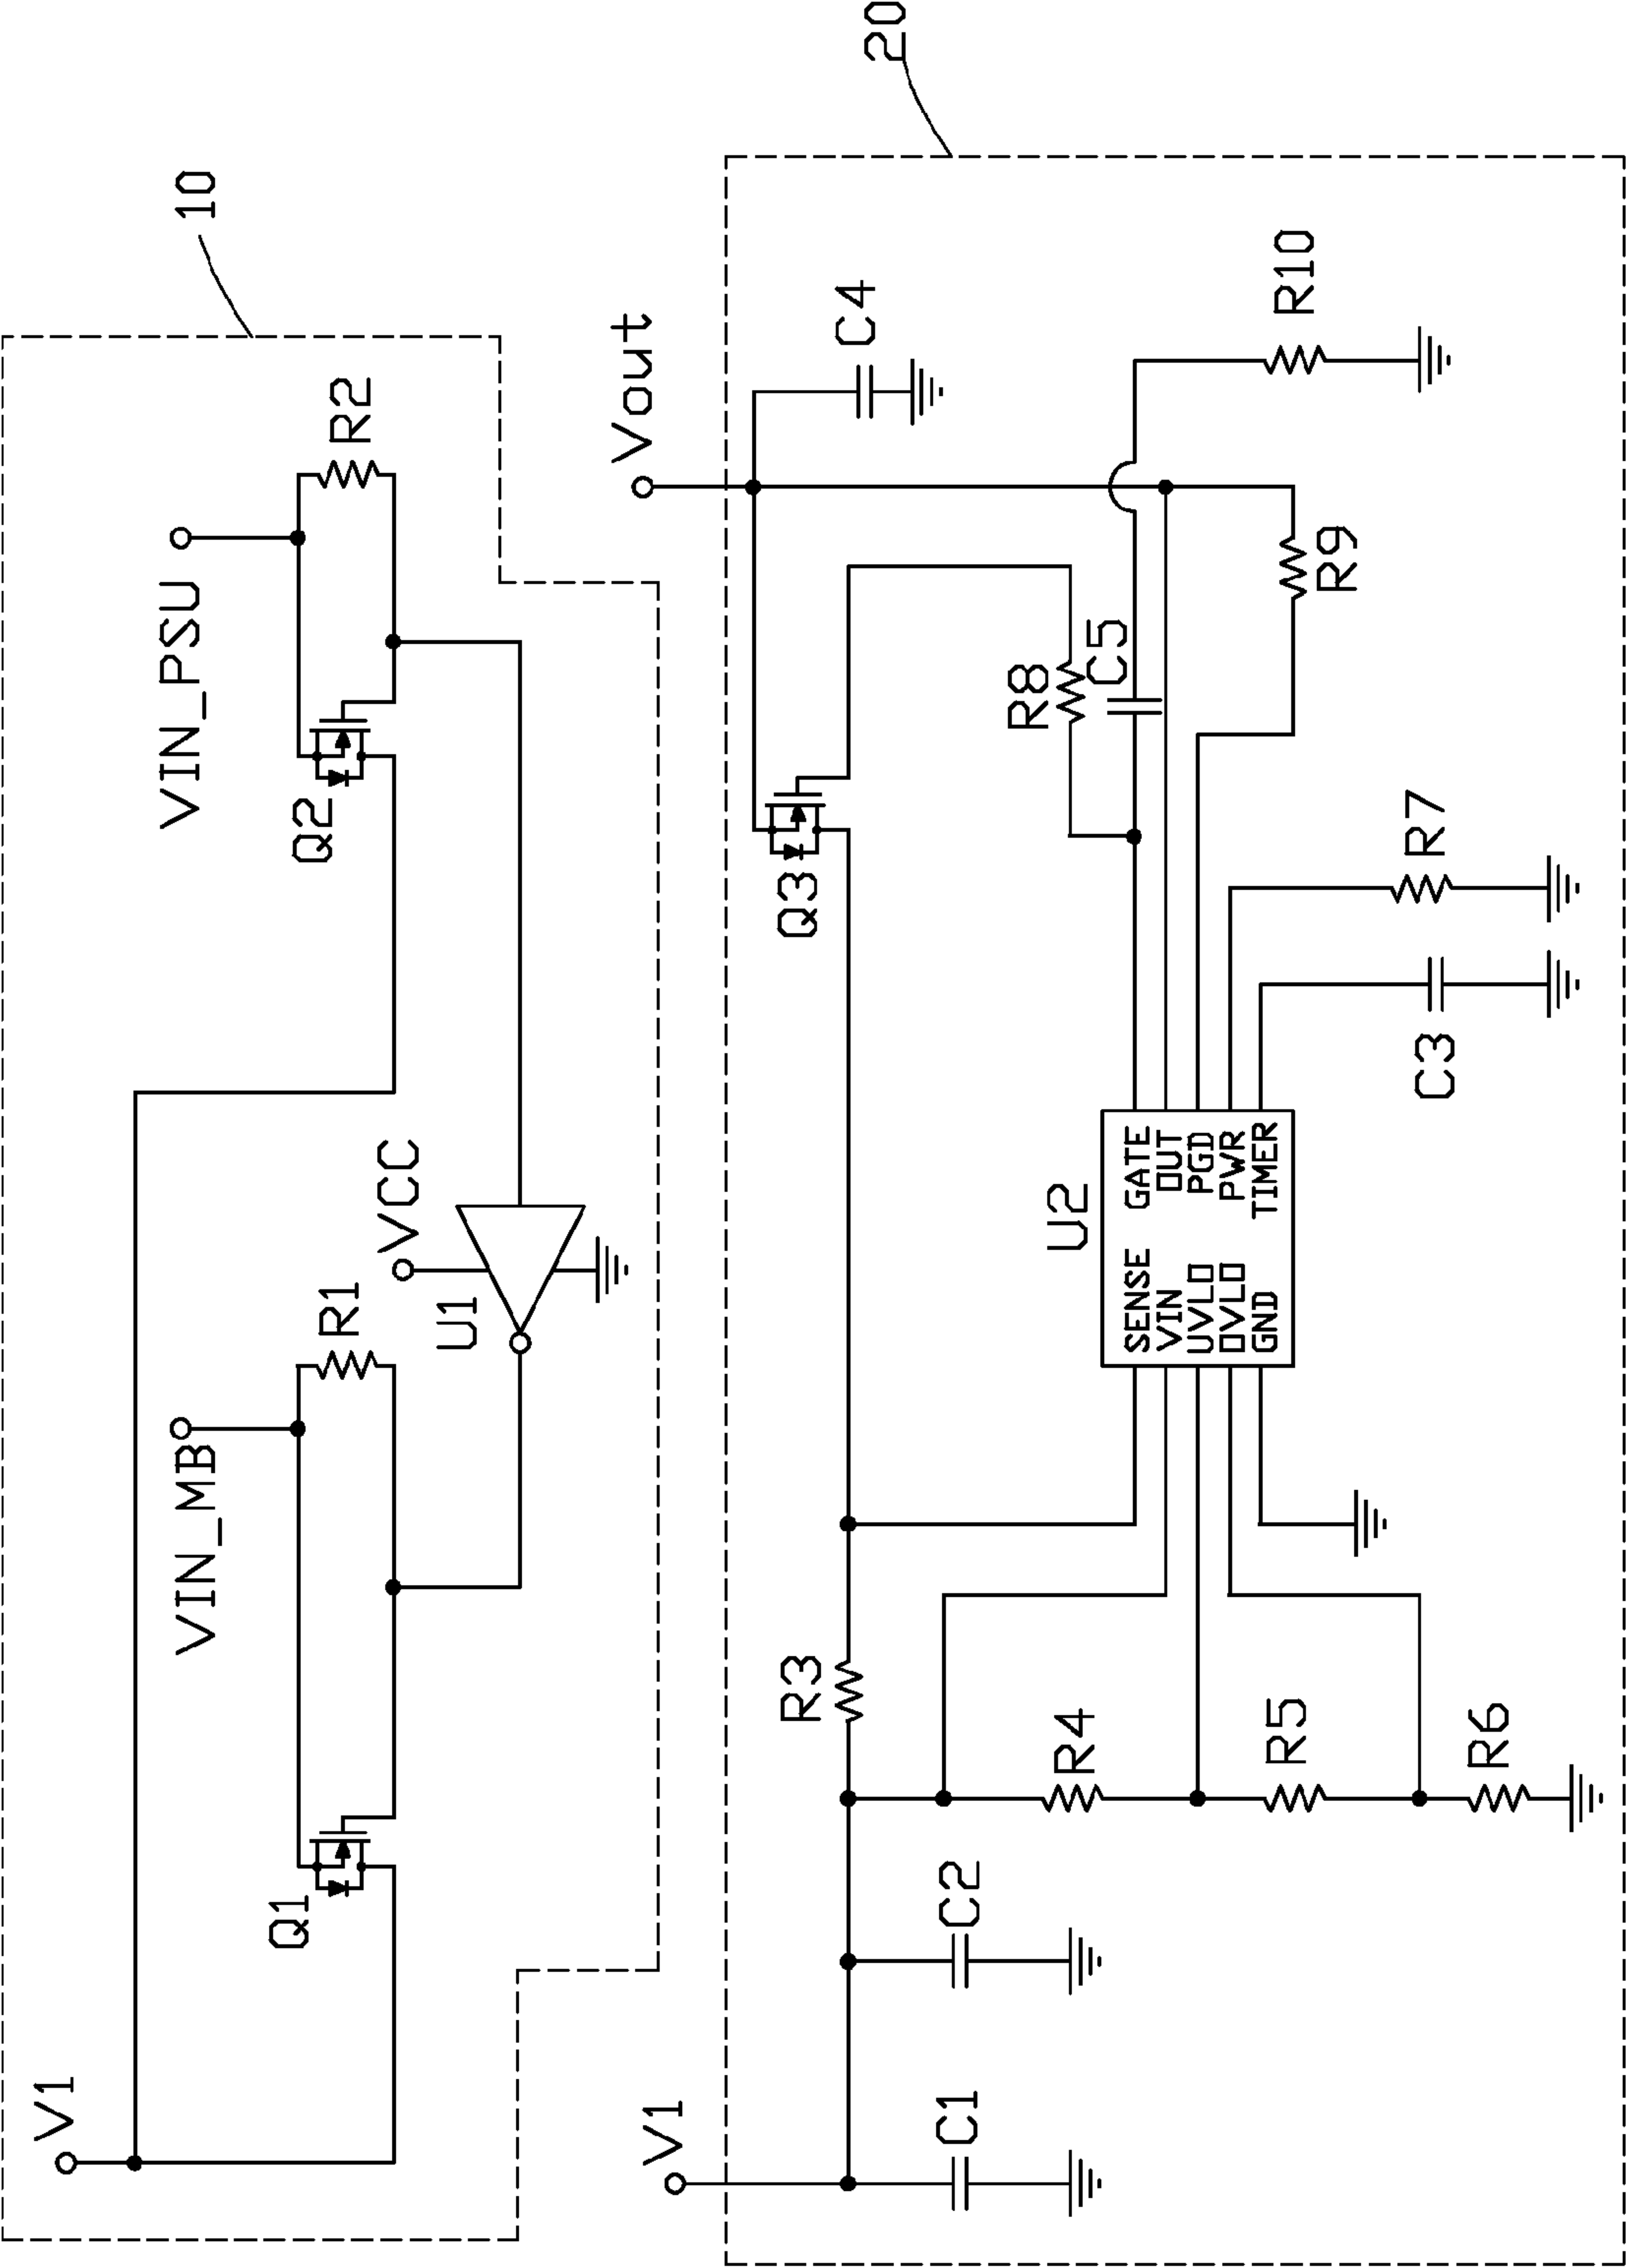 10
V1
VIN_MB
VIN_PSU
Q1
R1
VCC
Q2
R2
U1
20
V1
Vout
C1
C2
R3
Q3
C4
R4
R5
R6
U2
SENSE GATE
VIN OUT
UVLO PGD
OVLO PWR
GND TIMER
R8
C5
R10
R9
C3
R7